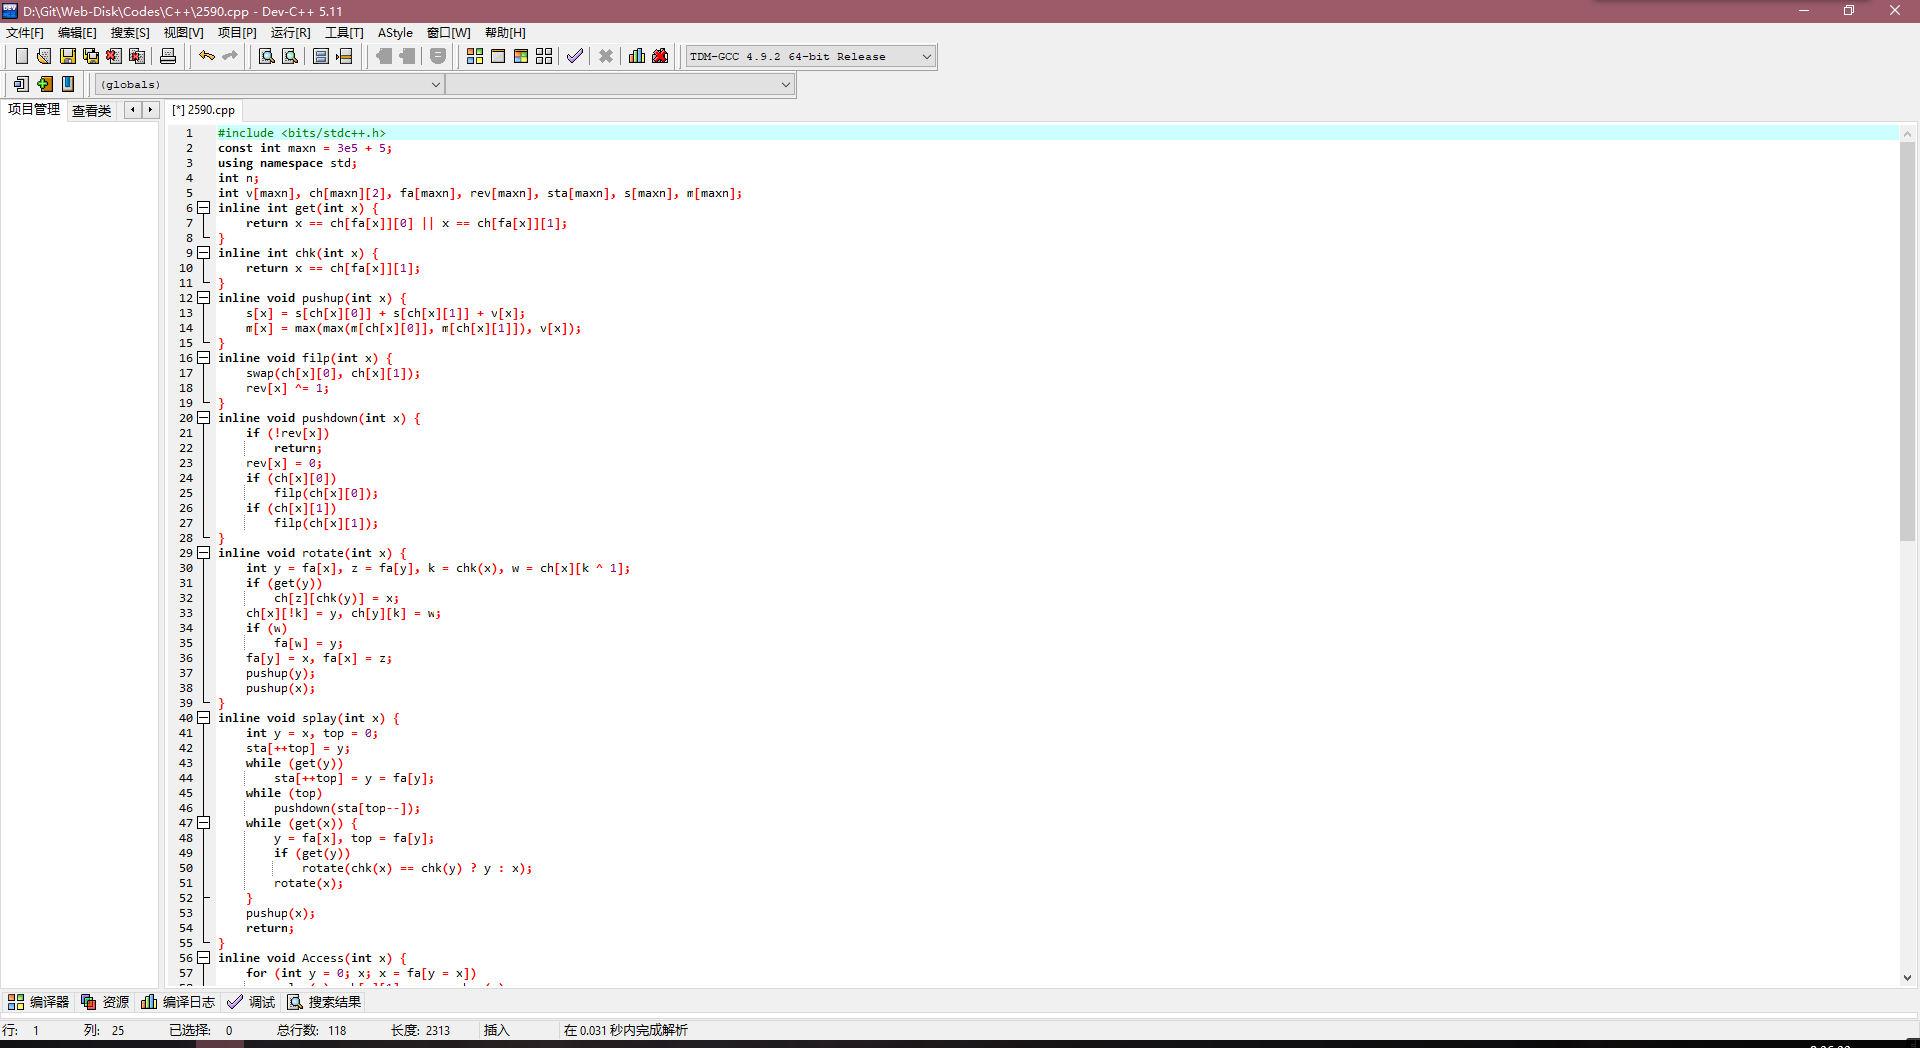 D:\Git\Web-Disk\Codes\C++\2590.cpp - Dev-C++ 5.11
文件[F] 编辑[E] 搜索[S] 视图[V] 项目[P] 运行[R] 工具[T] AStyle 窗口[W] 帮助[H]
TDM-GCC 4.9.2 64-bit Release
(globals)
项目管理 查看类 [*] 2590.cpp
1 #include <bits/stdc++.h>
2 const int maxn = 3e5 + 5;
3 using namespace std;
4 int n;
5 int v[maxn], ch[maxn][2], fa[maxn], rev[maxn], sta[maxn], s[maxn], m[maxn];
6 inline int get(int x) {
7 return x == ch[fa[x]][0] || x == ch[fa[x]][1];
8 }
9 inline int chk(int x) {
10 return x == ch[fa[x]][1];
11 }
12 inline void pushup(int x) {
13 s[x] = s[ch[x][0]] + s[ch[x][1]] + v[x];
14 m[x] = max(max(m[ch[x][0]], m[ch[x][1]]), v[x]);
15 }
16 inline void filp(int x) {
17 swap(ch[x][0], ch[x][1]);
18 rev[x] ^= 1;
19 }
20 inline void pushdown(int x) {
21 if (!rev[x])
22 return;
23 rev[x] = 0;
24 if (ch[x][0])
25 filp(ch[x][0]);
26 if (ch[x][1])
27 filp(ch[x][1]);
28 }
29 inline void rotate(int x) {
30 int y = fa[x], z = fa[y], k = chk(x), w = ch[x][k ^ 1];
31 if (get(y))
32 ch[z][chk(y)] = x;
33 ch[x][!k] = y, ch[y][k] = w;
34 if (w)
35 fa[w] = y;
36 fa[y] = x, fa[x] = z;
37 pushup(y);
38 pushup(x);
39 }
40 inline void splay(int x) {
41 int y = x, top = 0;
42 sta[++top] = y;
43 while (get(y))
44 sta[++top] = y = fa[y];
45 while (top)
46 pushdown(sta[top--]);
47 while (get(x)) {
48 y = fa[x], top = fa[y];
49 if (get(y))
50 rotate(chk(x) == chk(y) ? y : x);
51 rotate(x);
52 }
53 pushup(x);
54 return;
55 }
56 inline void Access(int x) {
57 for (int y = 0; x; x = fa[y = x])
编译器 资源 编译日志 调试 搜索结果
行: 1 列: 25 已选择: 0 总行数: 118 长度: 2313 插入 在 0.031 秒内完成解析